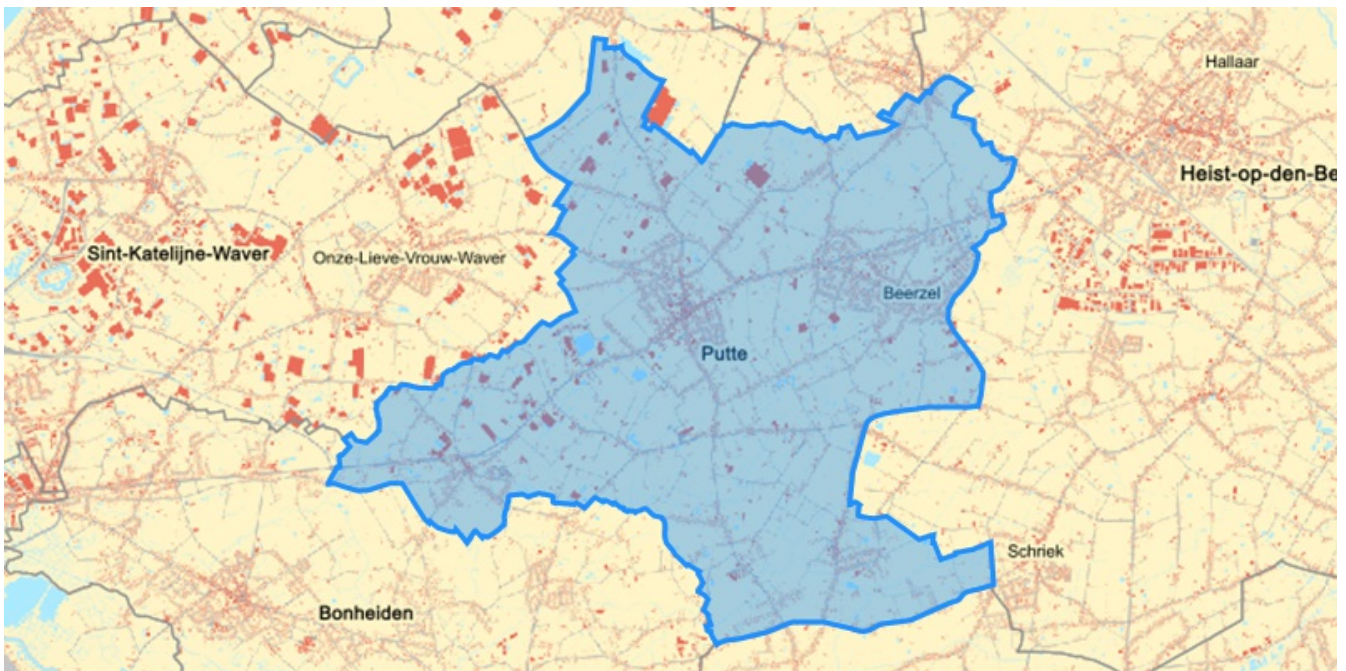 Hallaar
Heist-op-den-Be
Sint-Katelijne-Waver
Onze-Lieve-Vrouw-Waver
Beerzel
Putte
Schriek
Bonheiden